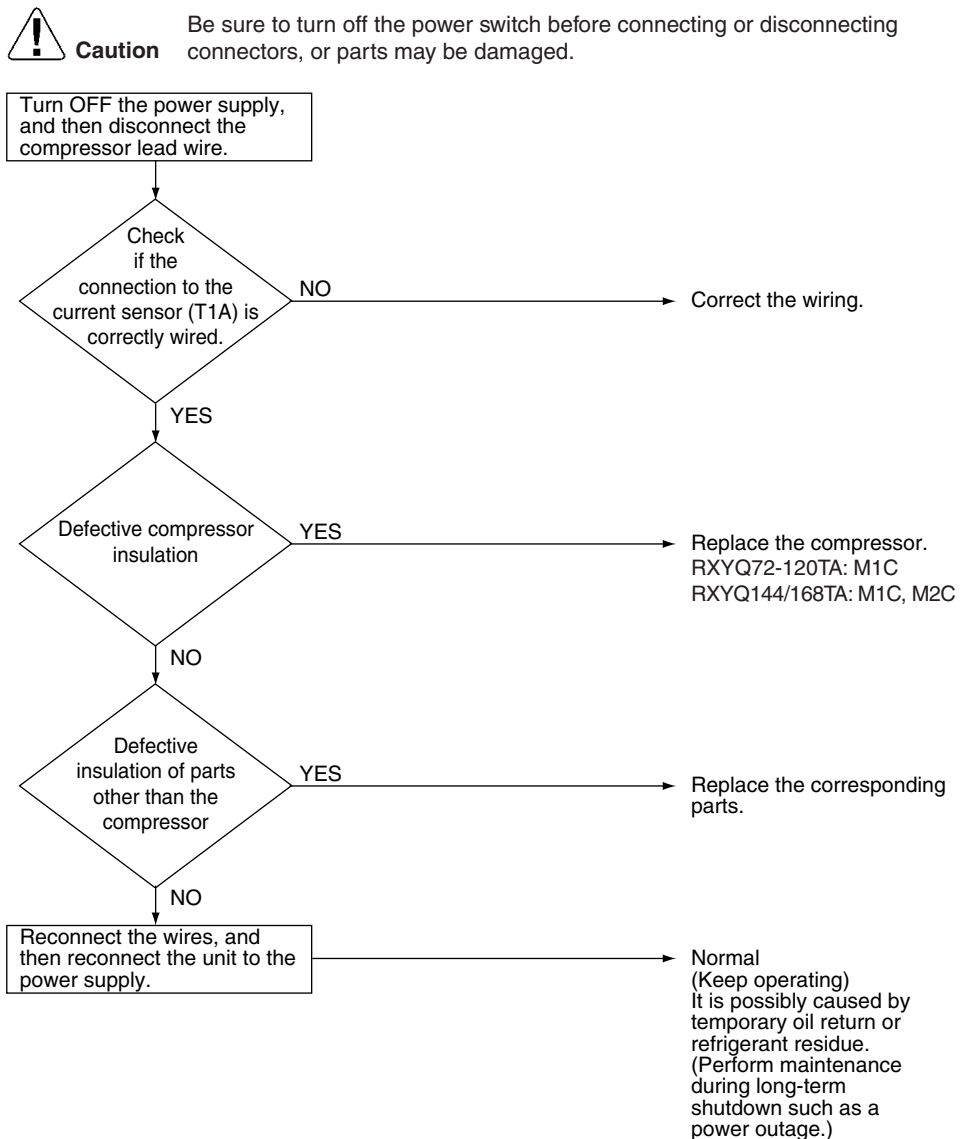 Caution
Be sure to turn off the power switch before connecting or disconnecting
connectors, or parts may be damaged.
Turn OFF the power supply,
and then disconnect the
compressor lead wire.
Check
if the
connection to the
current sensor (T1A) is
correctly wired.
NO
Correct the wiring.
YES
Defective compressor
insulation
YES
Replace the compressor.
RXYQ72-120TA: M1C
RXYQ144/168TA: M1C, M2C
NO
Defective
insulation of parts
other than the
compressor
YES
Replace the corresponding
parts.
NO
Reconnect the wires, and
then reconnect the unit to the
power supply.
Normal
(Keep operating)
It is possibly caused by
temporary oil return or
refrigerant residue.
(Perform maintenance
during long-term
shutdown such as a
power outage.)